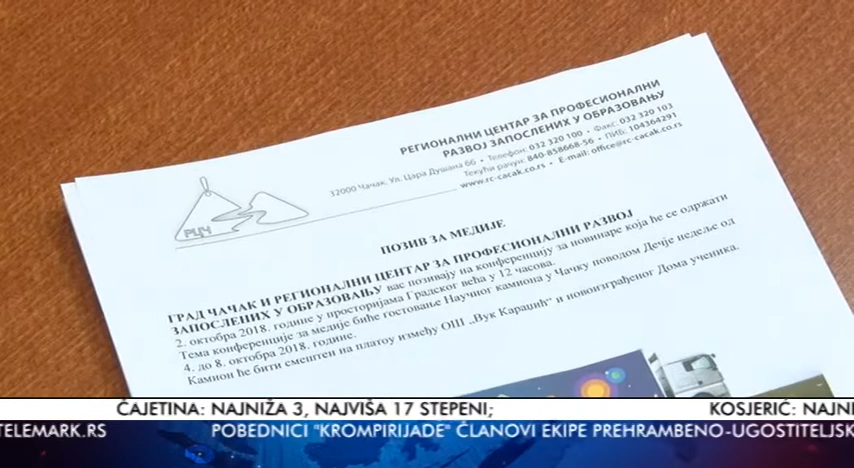 РЕГИОНАЛНИ ЦЕНТАР ЗА ПРОФЕСИОНАЛНИ
РАЗВОЈ ЗАПОСЛЕНИХ У ОБРАЗОВАЊУ
32000 Чачак. Ул. Цара Душана бб • Телефон: 032 320 100 • Факс: 032 320 103
Текући рачун: 840-858668-56 • ПИБ: 104364291
www.rc-cacak.co.rs • E-mail: office@rc-cacak.co.rs
РЦЧ
ПОЗИВ ЗА МЕДИЈЕ
ГРАД ЧАЧАК И РЕГИОНАЛНИ ЦЕНТАР ЗА ПРОФЕСИОНАЛНИ РАЗВОЈ
ЗАПОСЛЕНИХ У ОБРАЗОВАЊУ вас позивају на конференцију за новинаре која ће се одржати
2. октобра 2018. године у просторијама Градског већа у 12 часова.
Тема конференције за медије биће гостовање Научног камиона у Чачку поводом Дечје недеље од
4. до 8. октобра 2018. године.
Камион ће бити смештен на платоу између ОШ „Вук Караџић“ и новоизграђеног Дома ученика.
ČAJETINA: NAJNIŽA 3, NAJVIŠA 17 STEPENI; KOSJERIĆ: NAJNI
TELEMARK.RS POBEDNICI "KROMPIRIJADE" ČLANOVI EKIPE PREHRAMBENO-UGOSTITELJSK